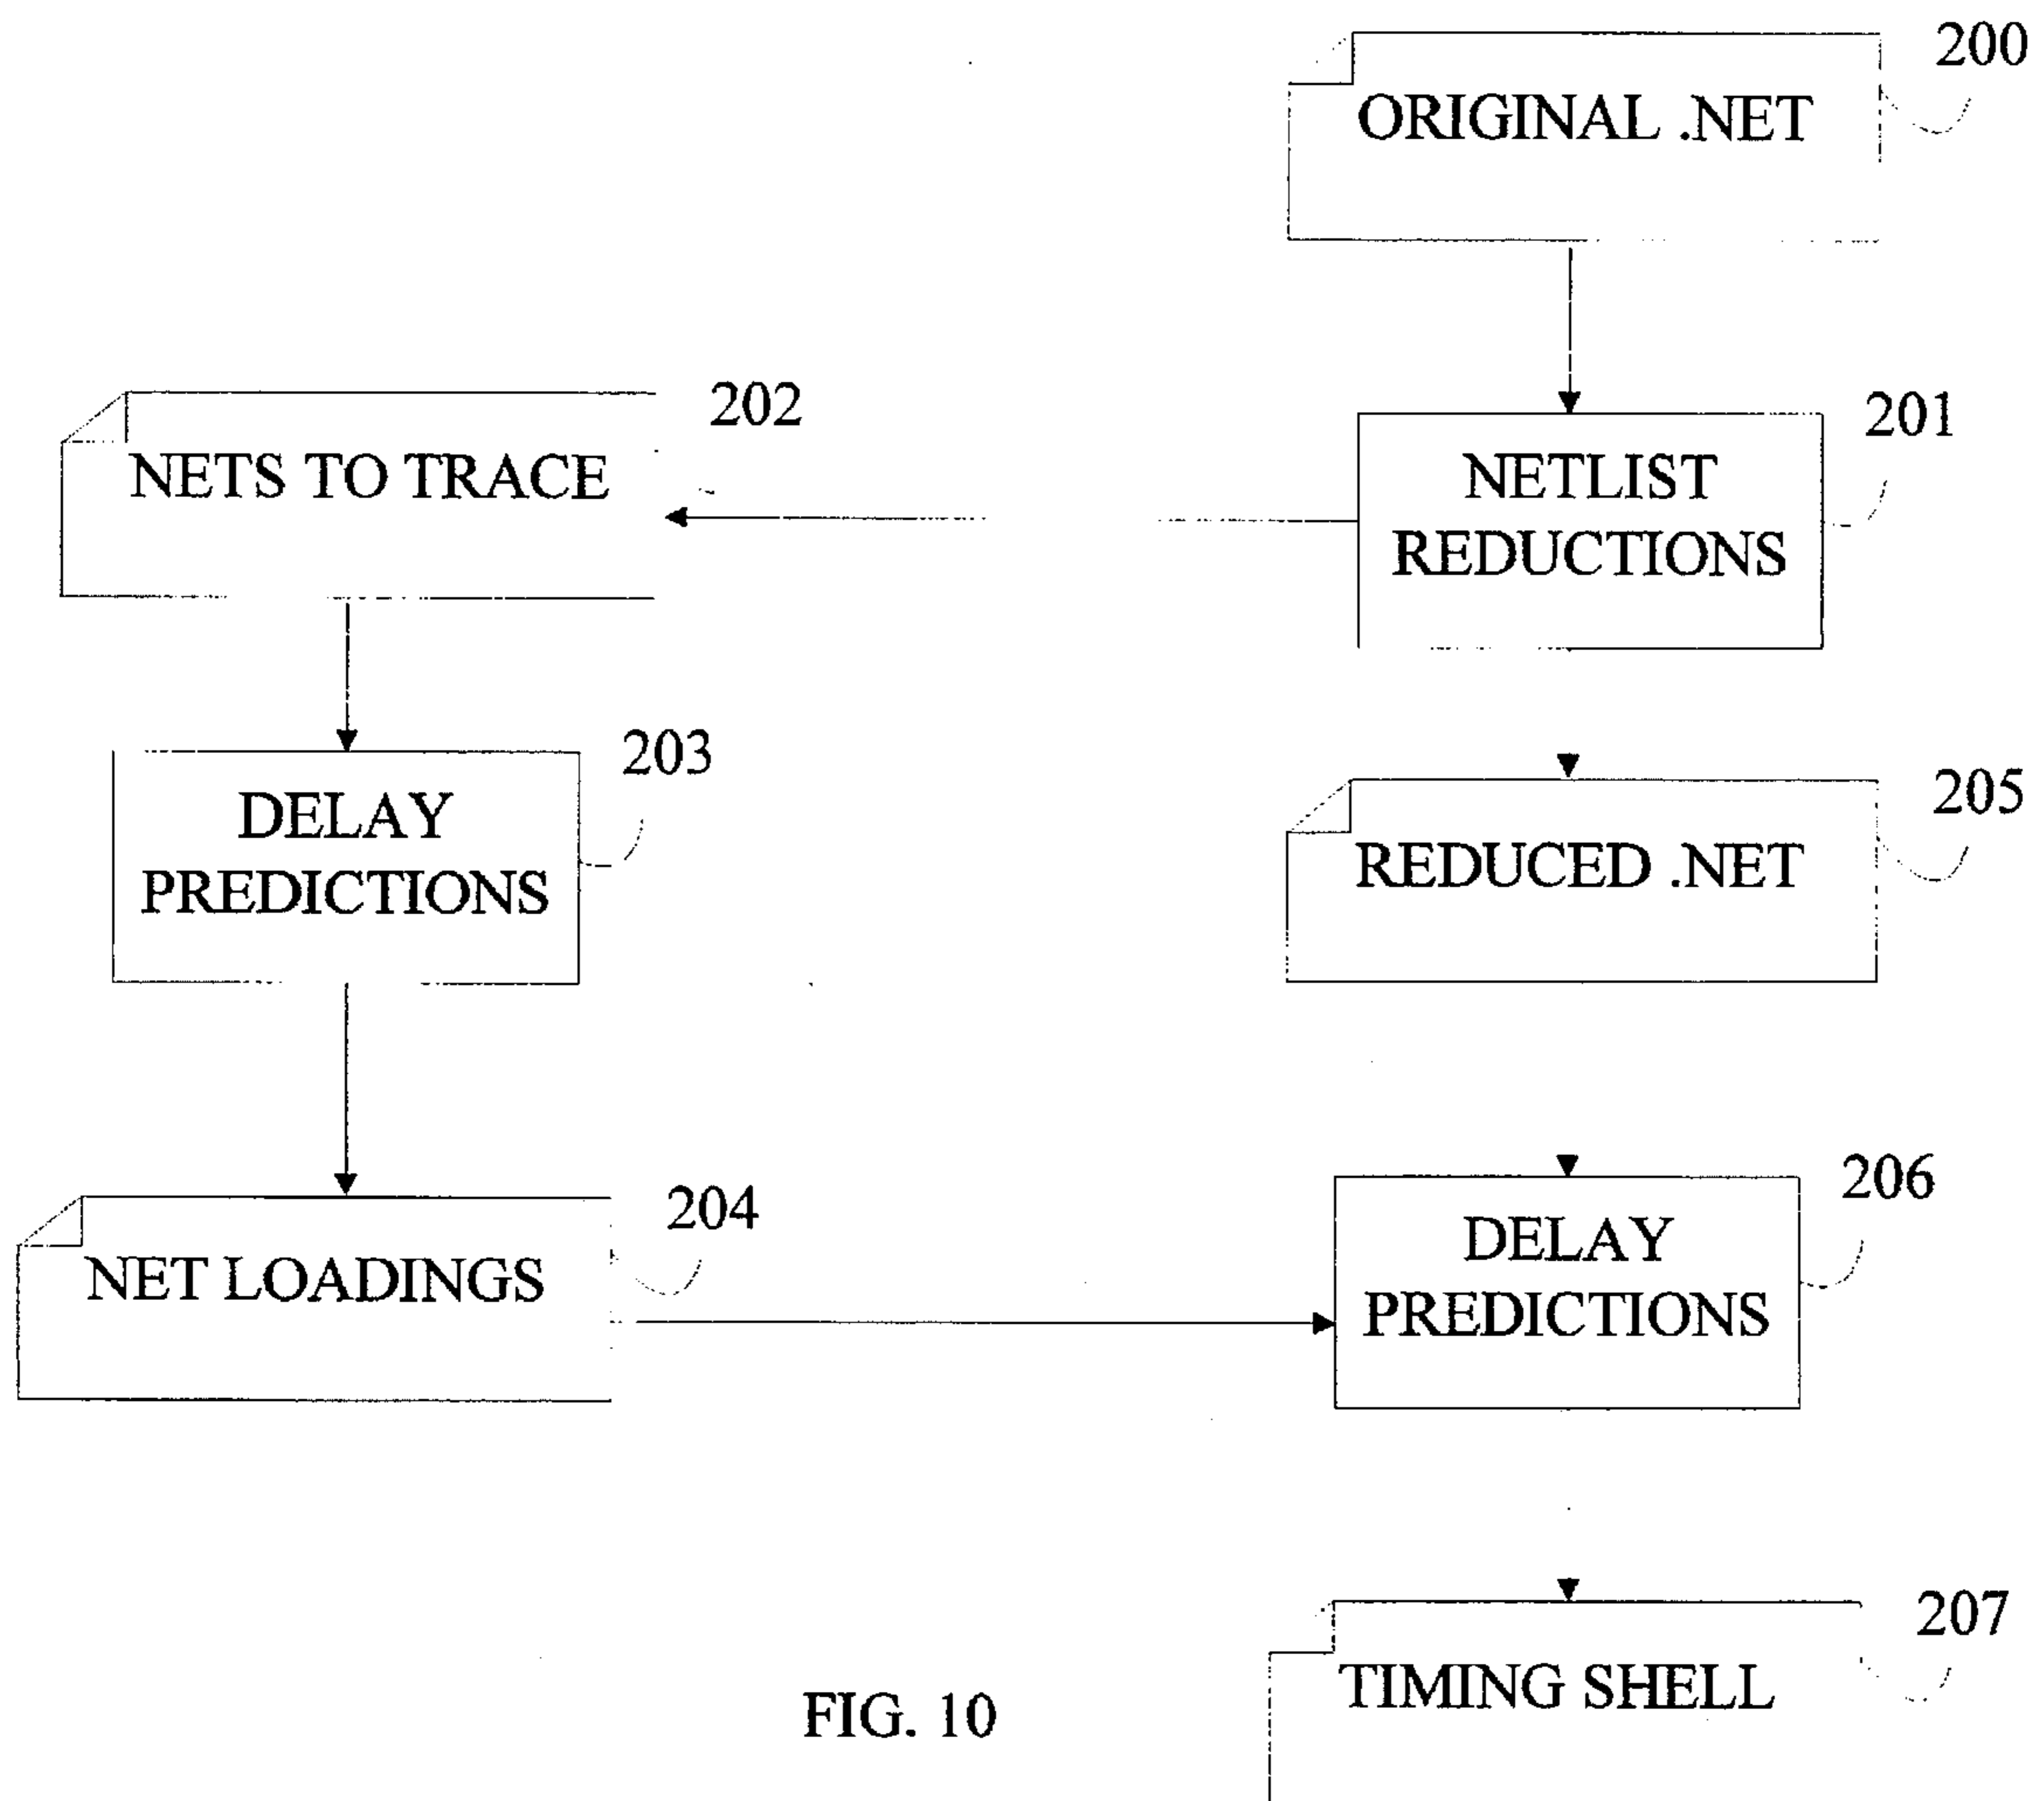 200
ORIGINAL .NET
202
201
NETS TO TRACE
NETLIST
REDUCTIONS
203
205
DELAY
PREDICTIONS
REDUCED .NET
204
206
NET LOADINGS
DELAY
PREDICTIONS
207
TIMING SHELL
FIG. 10